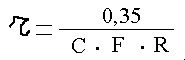 τ = 0,35 / C · F · R